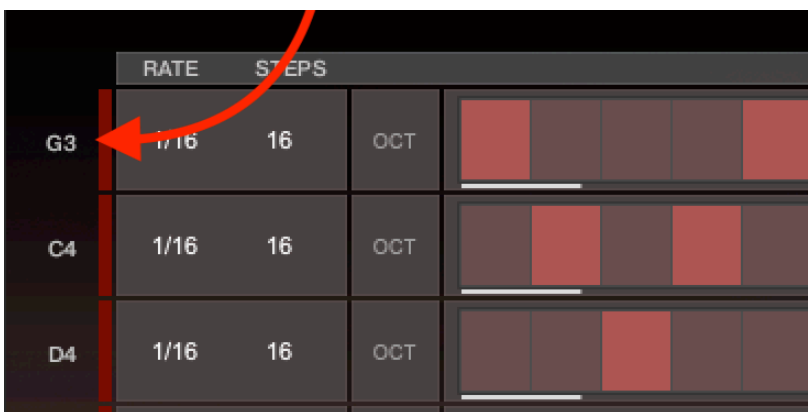 RATE STEPS
G3 1/16 16 OCT
C4 1/16 16 OCT
D4 1/16 16 OCT